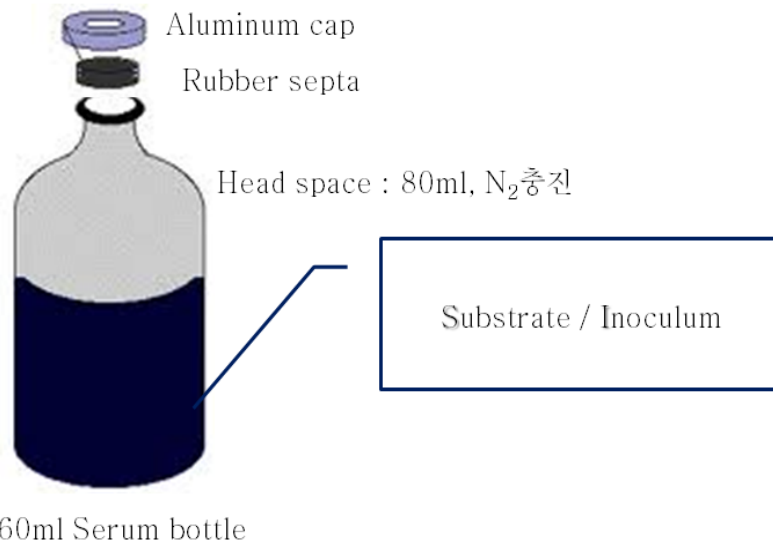 Aluminum cap
Rubber septa
Head space : 80ml, N₂충진
Substrate / Inoculum
60ml Serum bottle